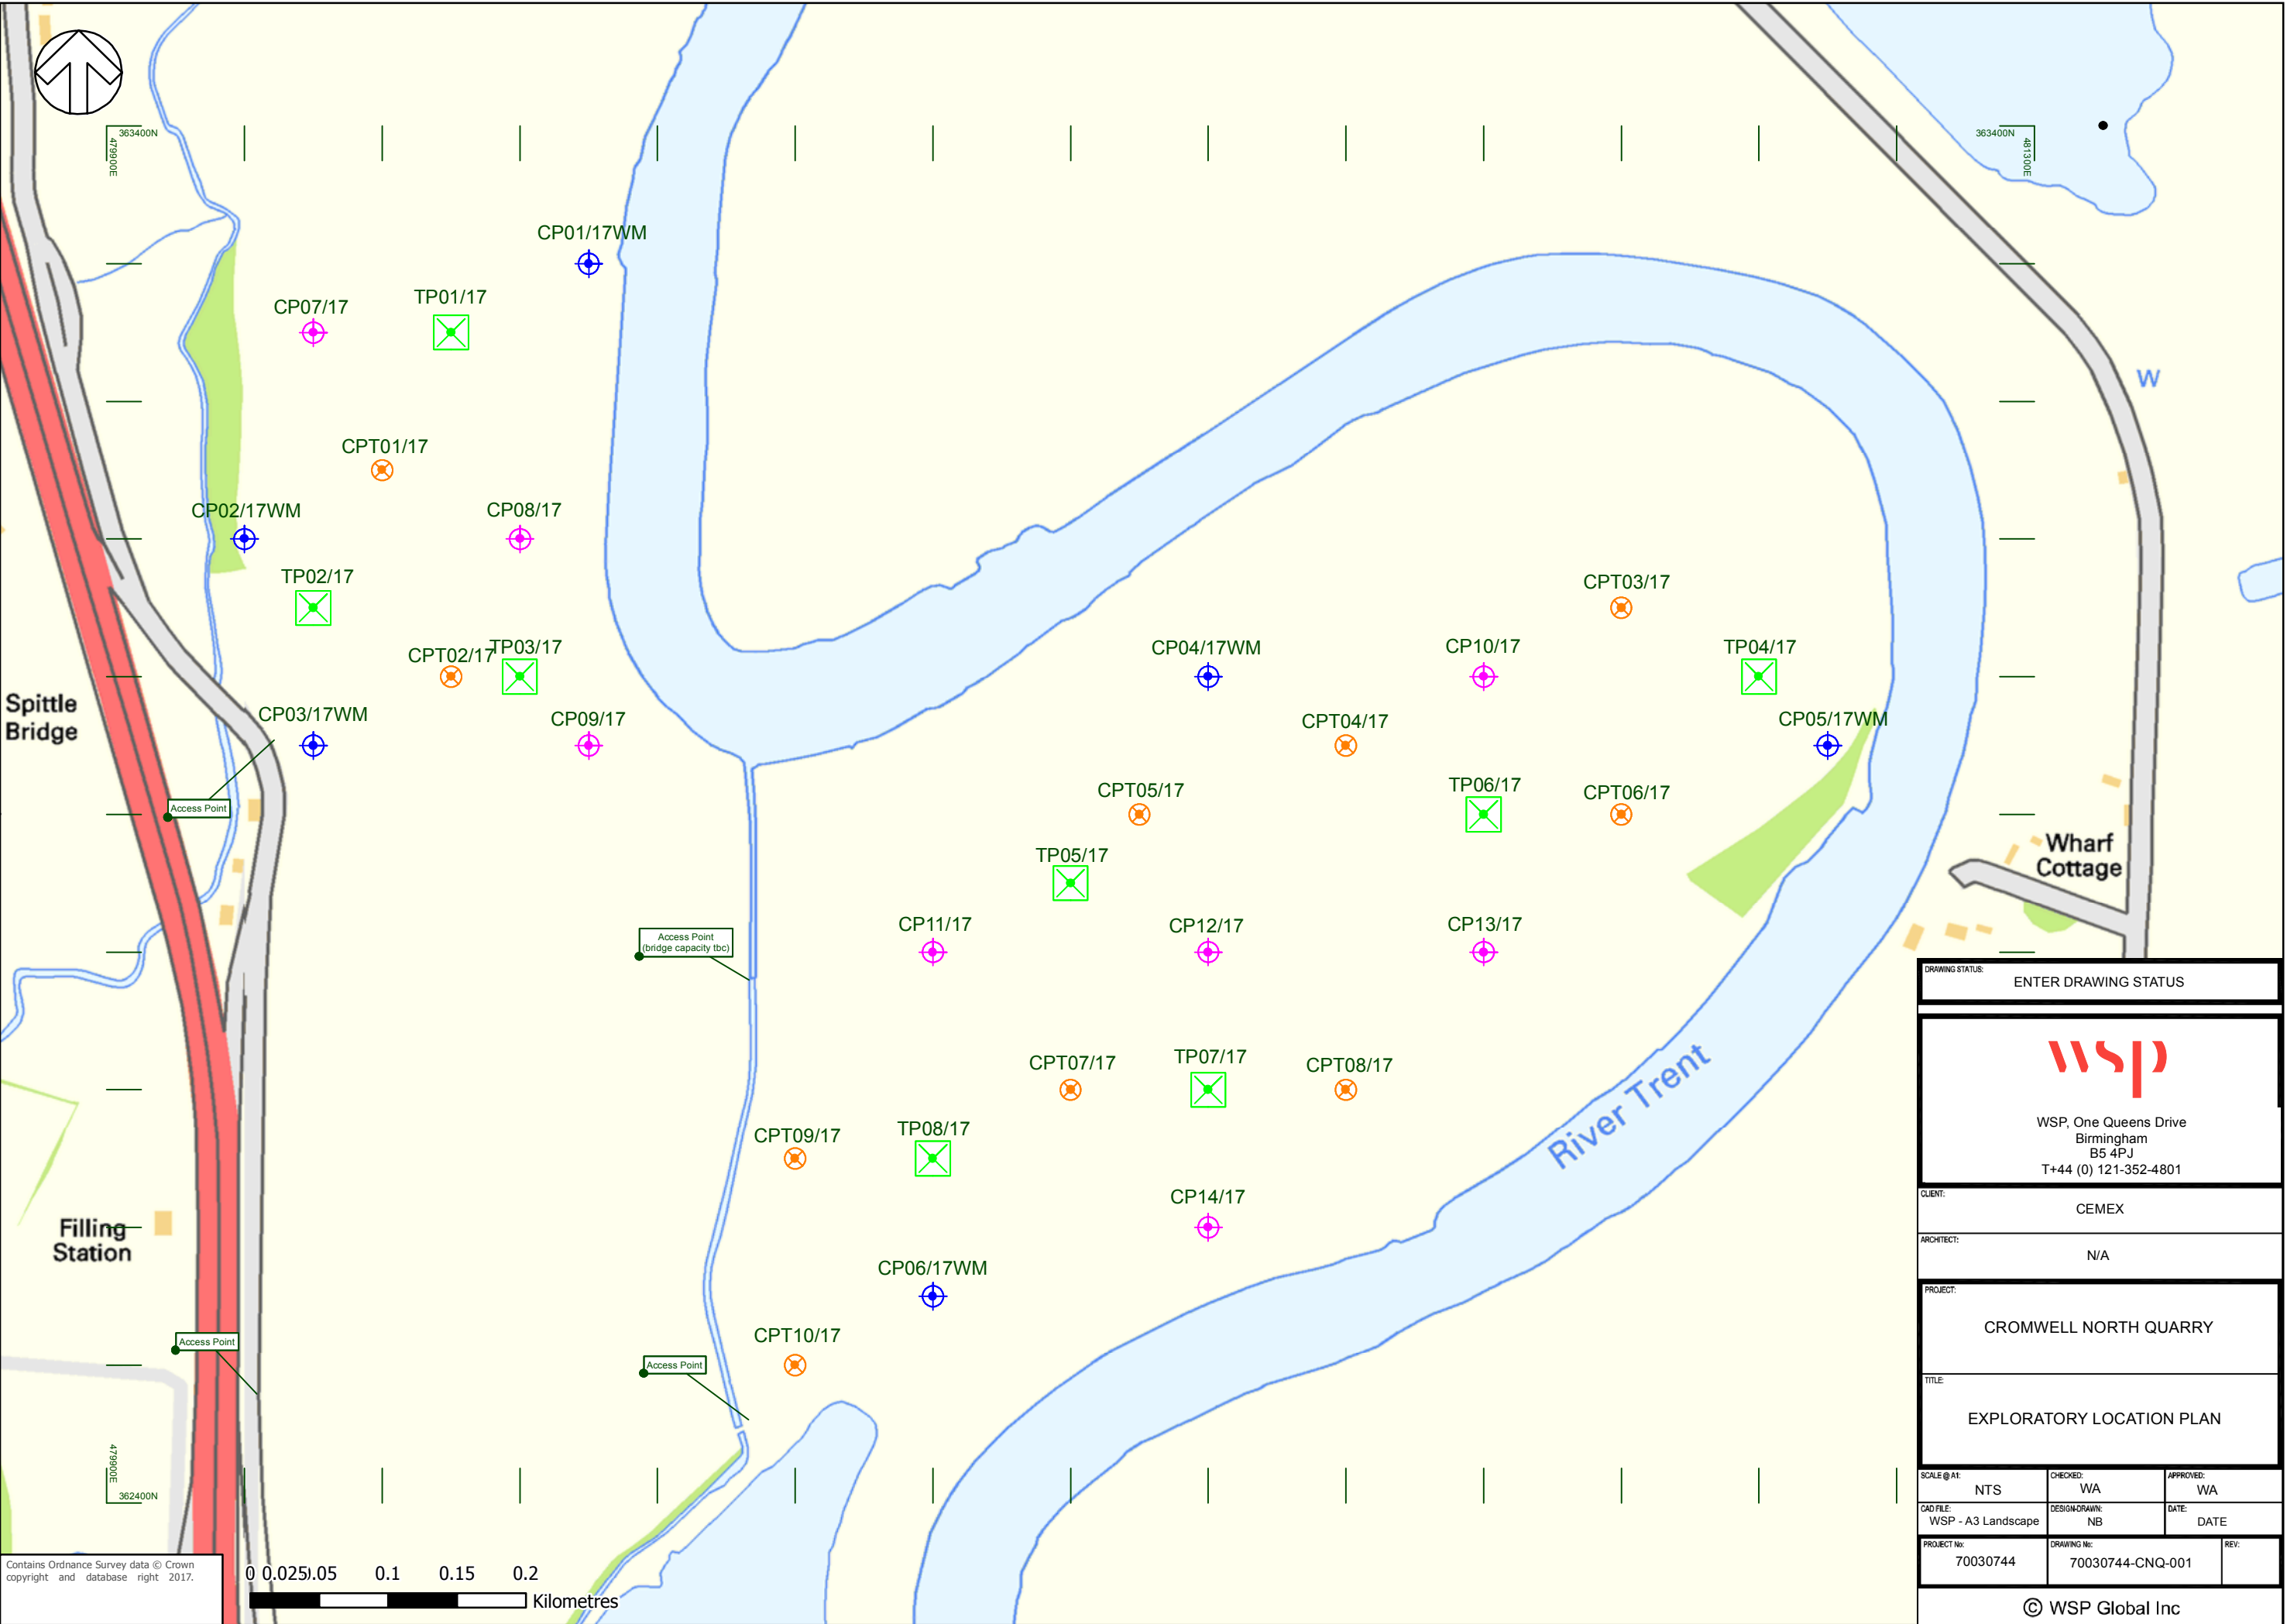 363400N
479900E
363400N
481300E
CP01/17WM
CP07/17
TP01/17
W
CPT01/17
CP02/17WM
CP08/17
TP02/17
CPT03/17
CPT02/17
TP03/17
CP04/17WM
CP10/17
TP04/17
Spittle
Bridge
CP03/17WM
CP09/17
CPT04/17
CP05/17WM
Access Point
CPT05/17
TP06/17
CPT06/17
TP05/17
Wharf
Cottage
CP11/17
CP12/17
CP13/17
Access Point
(bridge capacity tbc)
CPT07/17
TP07/17
CPT08/17
River Trent
CPT09/17
TP08/17
CP14/17
Filling
Station
CP06/17WM
CPT10/17
Access Point
Access Point
479900E
362400N
Contains Ordnance Survey data © Crown
copyright and database right 2017.
0 0.025 0.05 0.1 0.15 0.2
Kilometres
DRAWING STATUS:
ENTER DRAWING STATUS
wsp
WSP, One Queens Drive
Birmingham
B5 4PJ
T+44 (0) 121-352-4801
CLIENT:
CEMEX
ARCHITECT:
N/A
PROJECT:
CROMWELL NORTH QUARRY
TITLE:
EXPLORATORY LOCATION PLAN
SCALE @ A1:
NTS
CHECKED:
WA
APPROVED:
WA
CAD FILE:
WSP - A3 Landscape
DESIGN-DRAWN:
NB
DATE:
DATE
PROJECT No:
70030744
DRAWING No:
70030744-CNQ-001
REV:
© WSP Global Inc